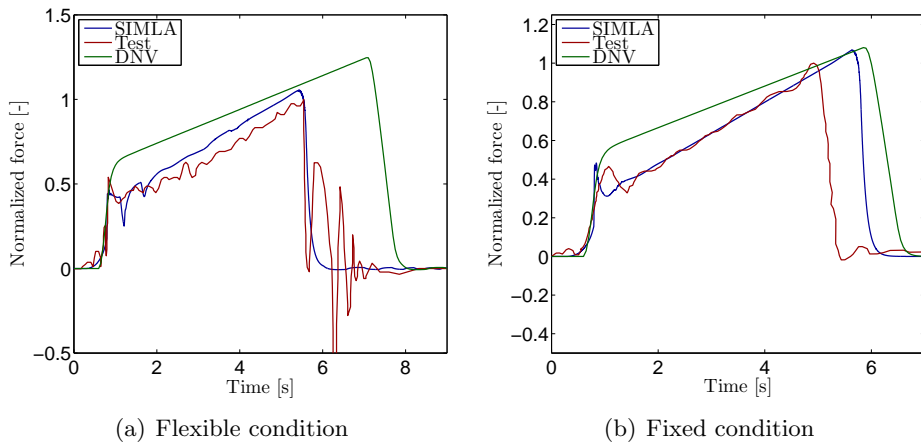 1.5
1
0.5
0
−0.5
Normalized force [-]
SIMLA
Test
DNV
0 2 4 6 8
Time [s]
(a) Flexible condition
1.2
1
0.8
0.6
0.4
0.2
0
−0.2
−0.4
Normalized force [-]
SIMLA
Test
DNV
0 2 4 6
Time [s]
(b) Fixed condition